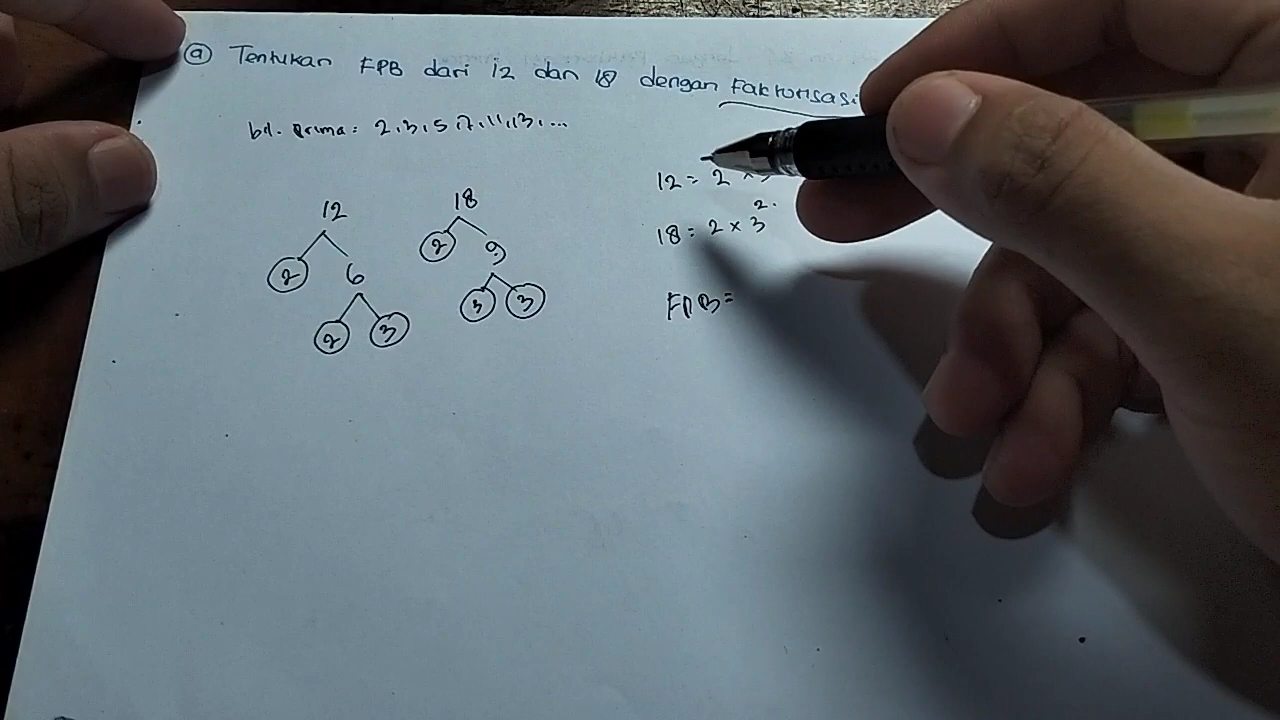 a Tentukan FPB dari 12 dan 18 dengan Faktorisasi
bil. prima: 2, 3, 5, 7, 11, 13, ...
12
18
2
9
2
6
3
3
2
3
12 = 2 ×
18 = 2 × 3²
FPB =